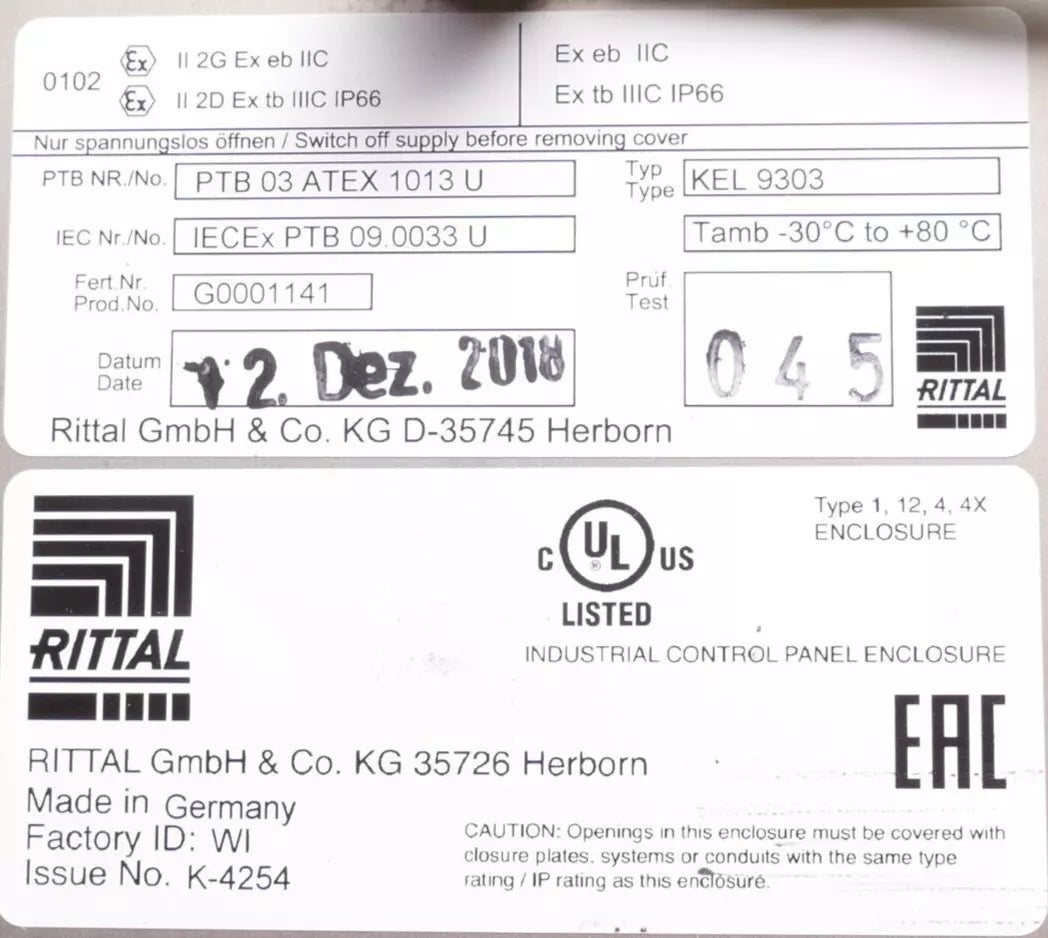 0102
Ex II 2G Ex eb IIC
Ex II 2D Ex tb IIIC IP66
Ex eb IIC
Ex tb IIIC IP66
Nur spannungslos öffnen / Switch off supply before removing cover
PTB NR./No. PTB 03 ATEX 1013 U
Typ
Type KEL 9303
IEC Nr./No. IECEx PTB 09.0033 U
Tamb -30°C to +80 °C
Fert.Nr.
Prod.No. G0001141
Prüf.
Test 045
Datum
Date 12. Dez. 2018
RITTAL
Rittal GmbH & Co. KG D-35745 Herborn
RITTAL
C UL US
®
LISTED
Type 1, 12, 4, 4X
ENCLOSURE
INDUSTRIAL CONTROL PANEL ENCLOSURE
EAC
RITTAL GmbH & Co. KG 35726 Herborn
Made in Germany
Factory ID: WI
Issue No. K-4254
CAUTION: Openings in this enclosure must be covered with
closure plates, systems or conduits with the same type
rating / IP rating as this enclosure.